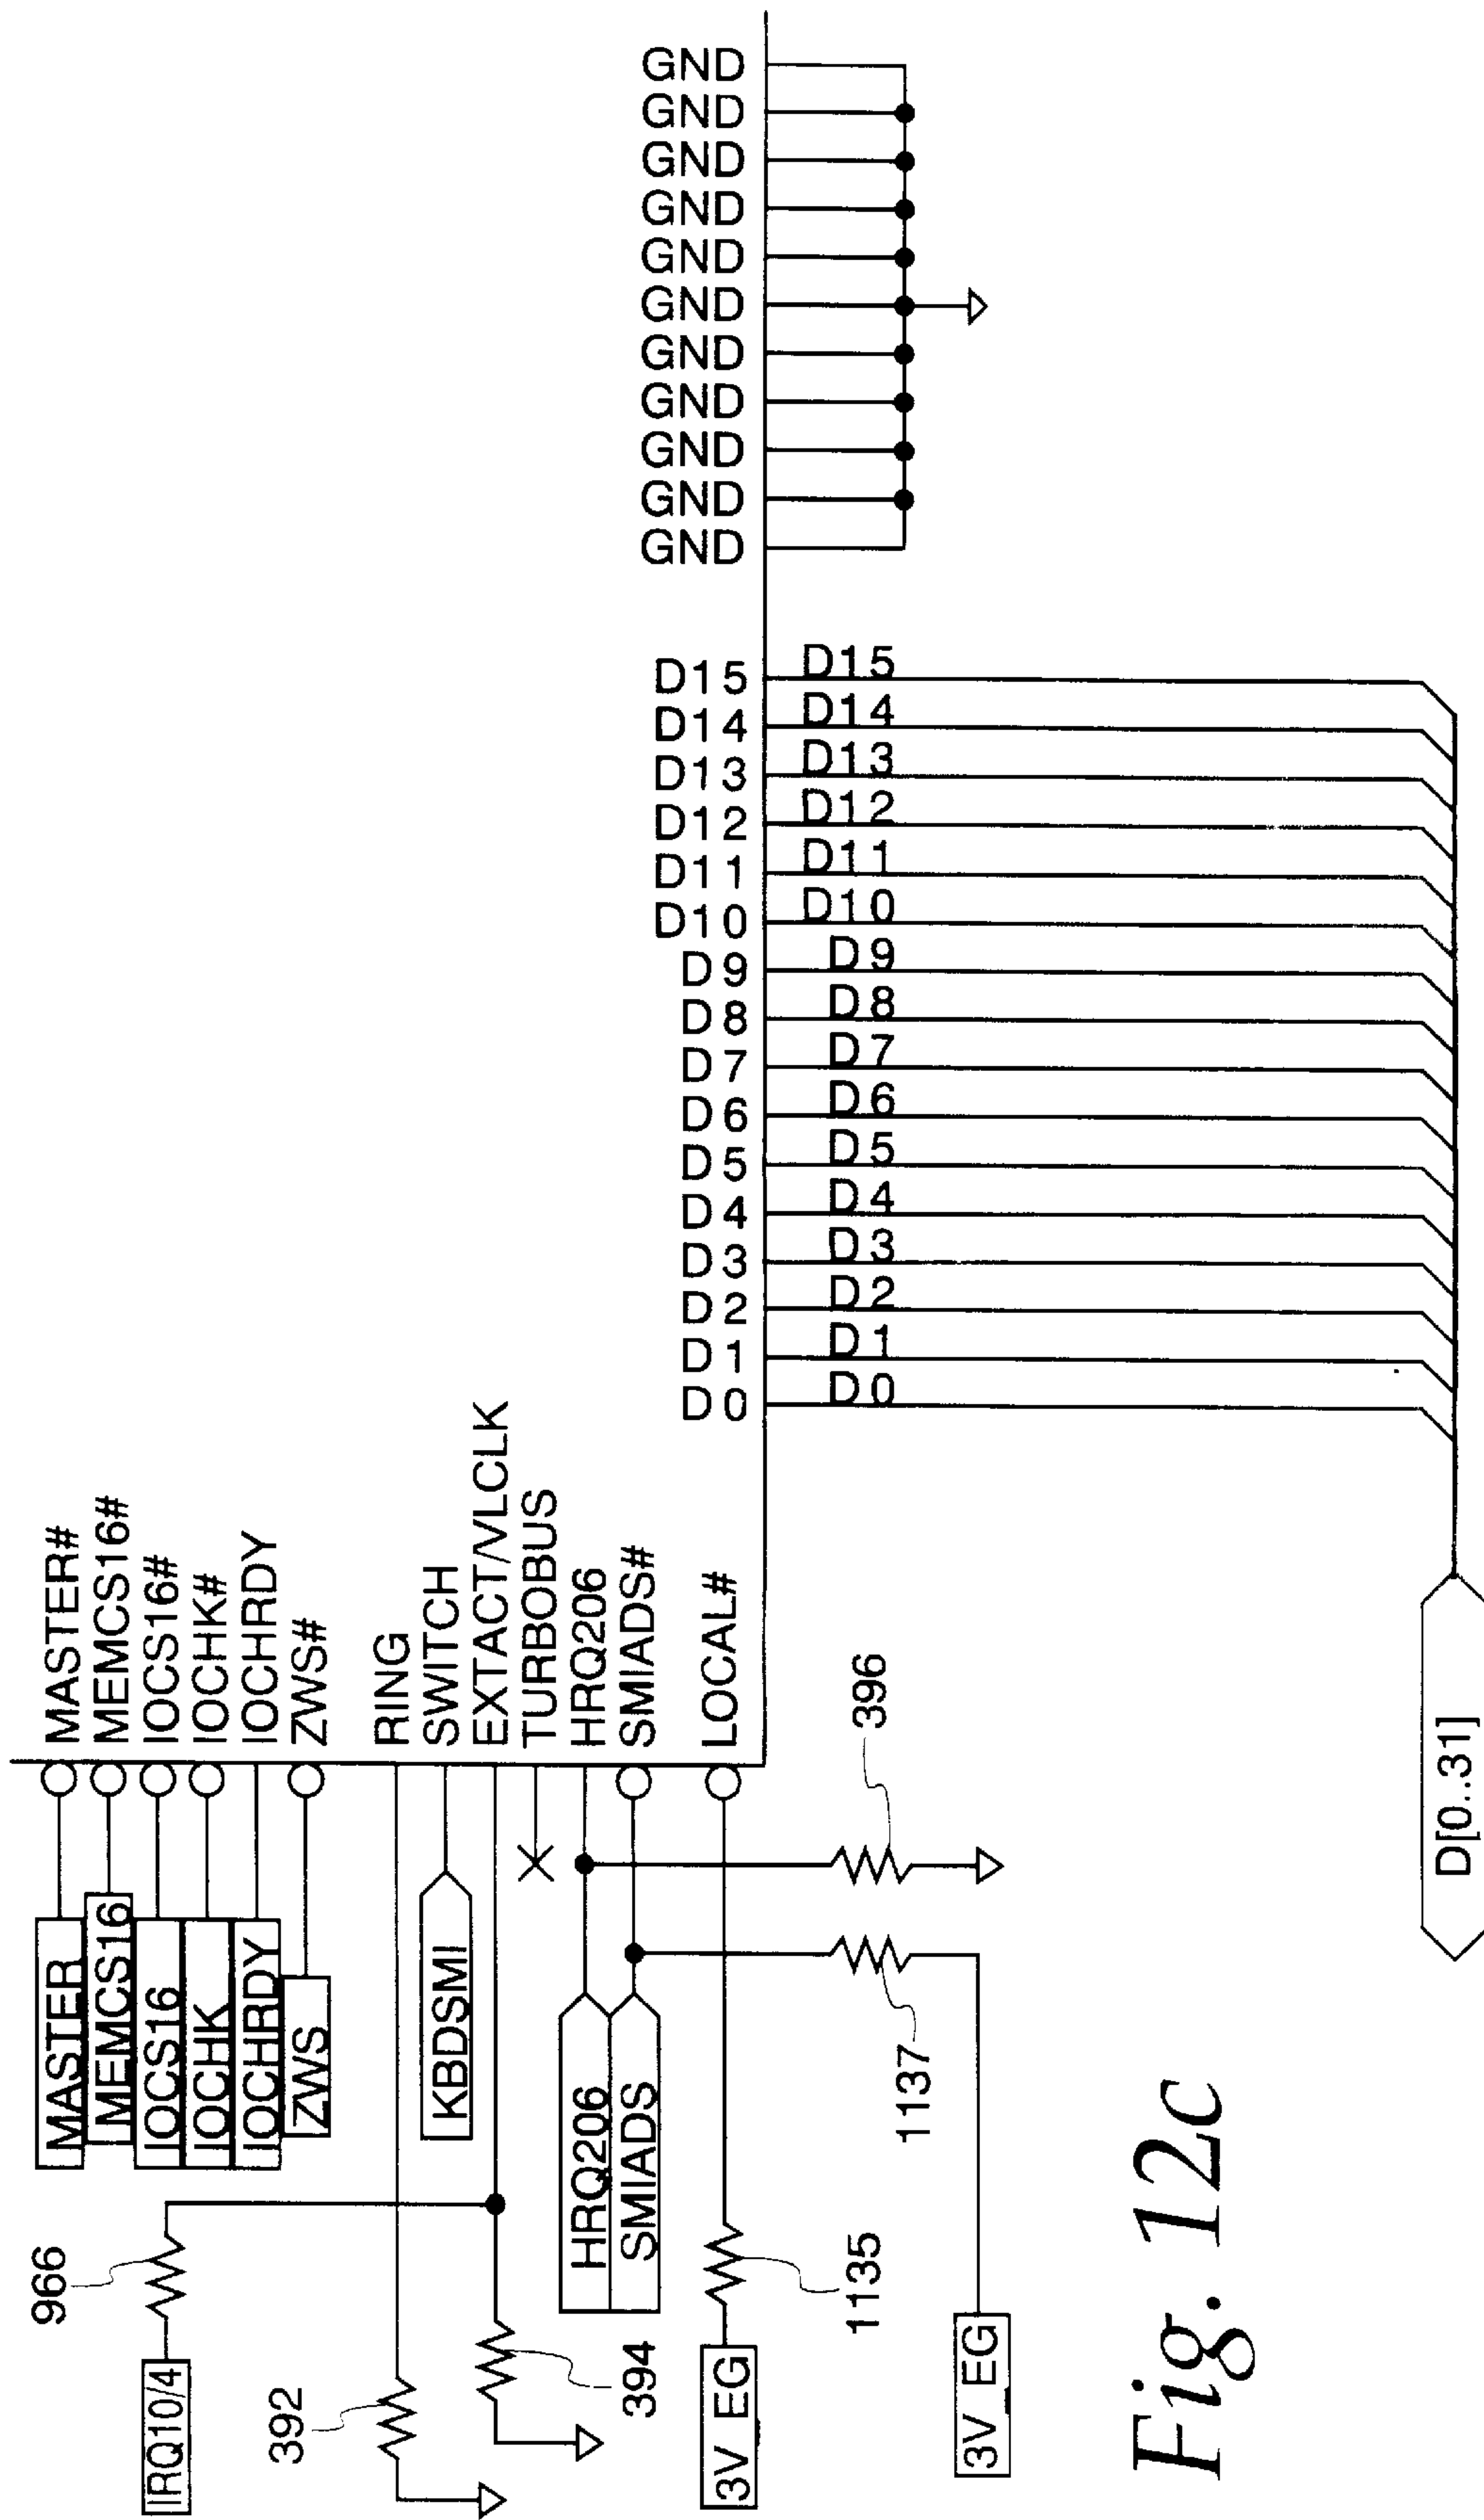 MASTER
MASTER#
MEMCS16
MEMCS16#
IOCS16
IOCS16#
IOCHK
IOCHK#
IOCHRDY
IOCHRDY
ZWS
ZWS#
966
IRQ10/4
392
RING
KBDSMI
SWITCH
EXTACT/VLCLK
394
TURBOBUS
HRQ206
HRQ206
SMIADS
SMIADS#
3V EG
LOCAL#
1135
1137
396
3V_EG
D0
D1
D2
D3
D4
D5
D6
D7
D8
D9
D10
D11
D12
D13
D14
D15
GND
GND
GND
GND
GND
GND
GND
GND
GND
GND
GND
D0
D1
D2
D3
D4
D5
D6
D7
D8
D9
D10
D11
D12
D13
D14
D15
D[0..31]
Fig. 12c